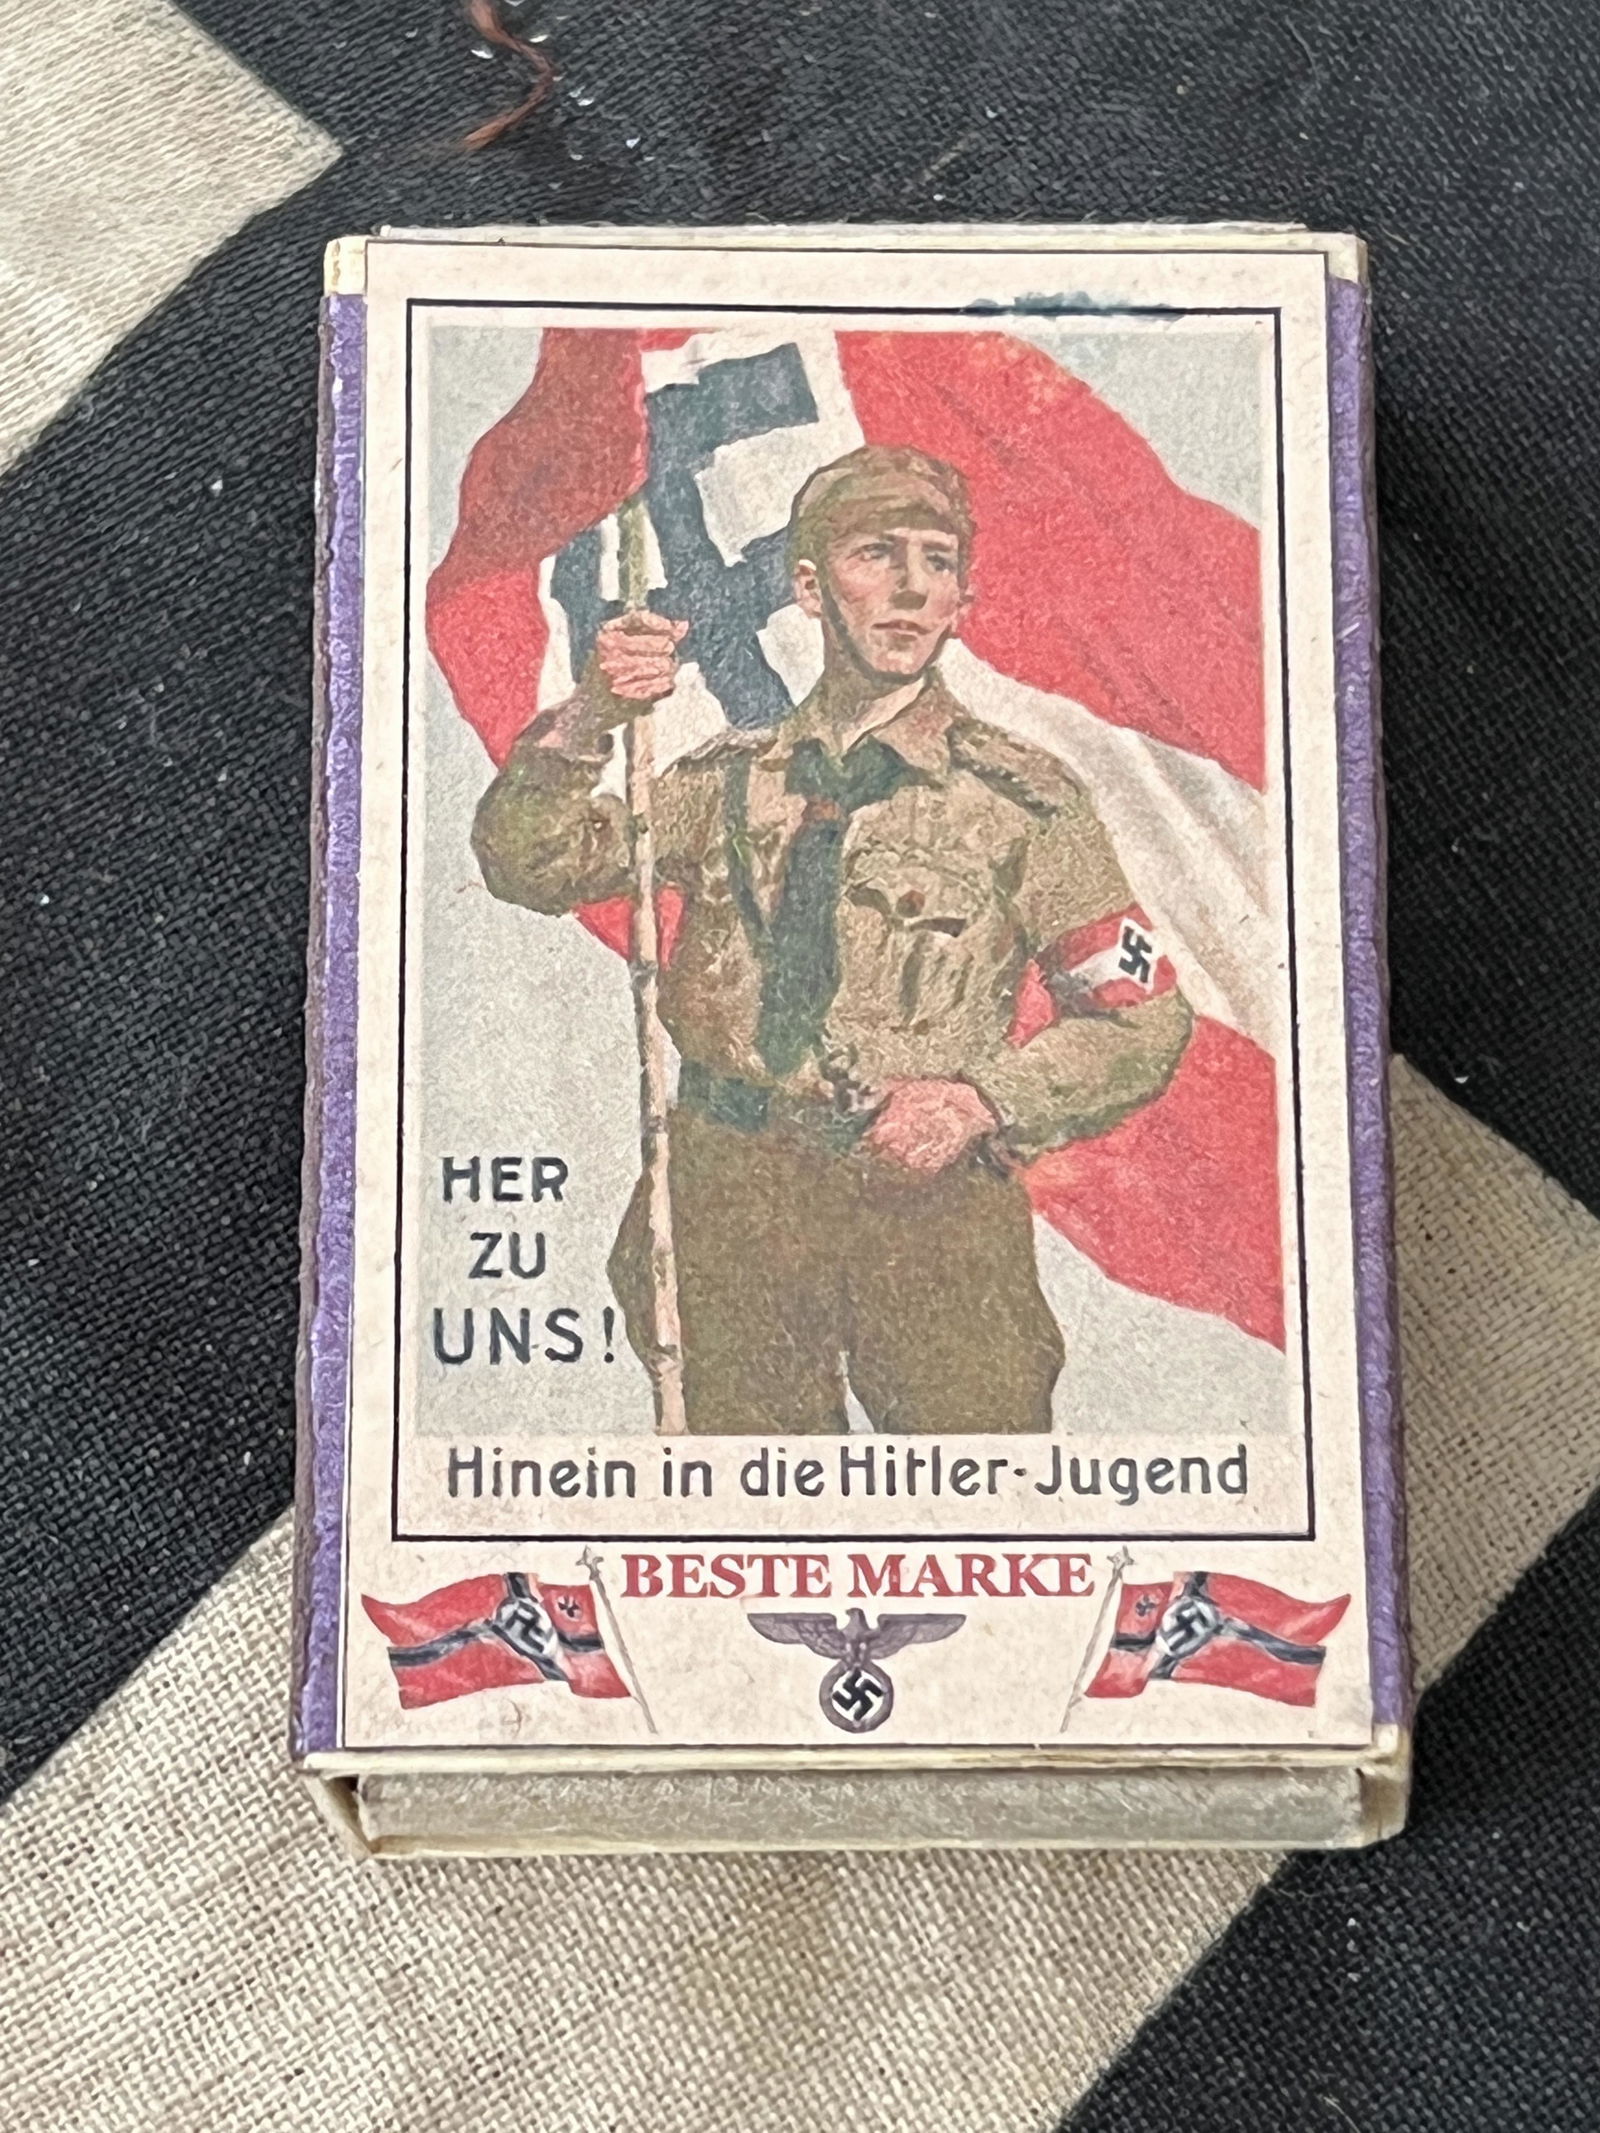 HER
ZU
UNS!
Hinein in die Hitler-Jugend
BESTE MARKE